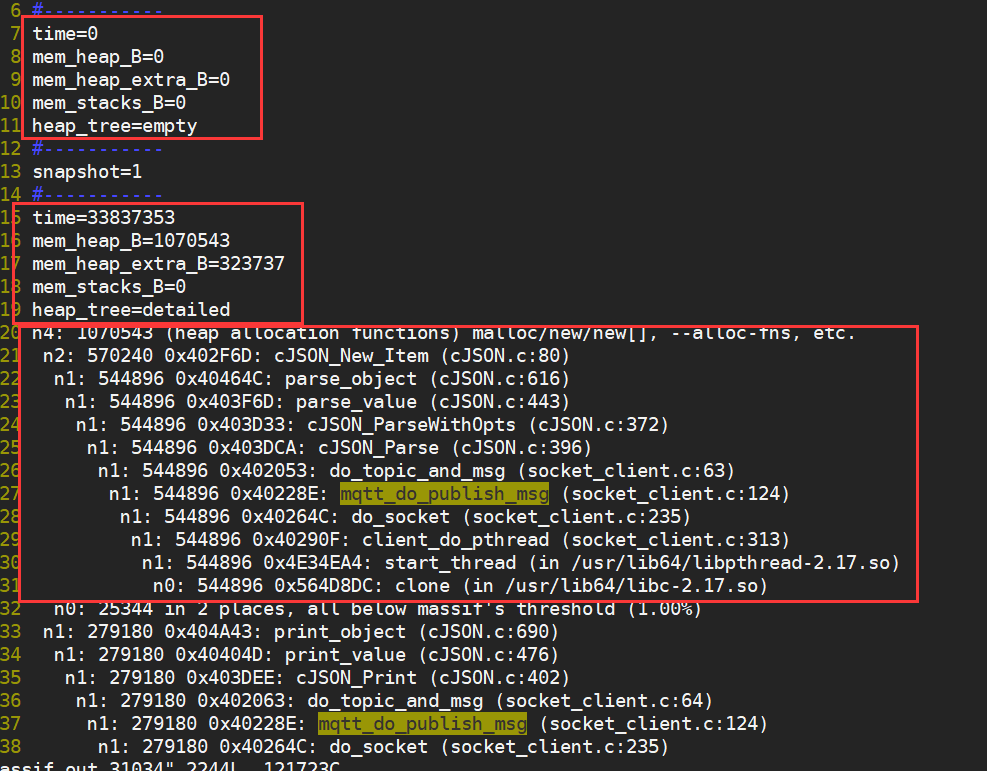 6 #-----------
7 time=0
8 mem_heap_B=0
9 mem_heap_extra_B=0
10 mem_stacks_B=0
11 heap_tree=empty
12 #-----------
13 snapshot=1
14 #-----------
15 time=33837353
16 mem_heap_B=1070543
17 mem_heap_extra_B=323737
18 mem_stacks_B=0
19 heap_tree=detailed
20 n4: 1070543 (heap allocation functions) malloc/new/new[], --alloc-fns, etc.
21 n2: 570240 0x402F6D: cJSON_New_Item (cJSON.c:80)
22 n1: 544896 0x40464C: parse_object (cJSON.c:616)
23 n1: 544896 0x403F6D: parse_value (cJSON.c:443)
24 n1: 544896 0x403D33: cJSON_ParseWithOpts (cJSON.c:372)
25 n1: 544896 0x403DCA: cJSON_Parse (cJSON.c:396)
26 n1: 544896 0x402053: do_topic_and_msg (socket_client.c:63)
27 n1: 544896 0x40228E: mqtt_do_publish_msg (socket_client.c:124)
28 n1: 544896 0x40264C: do_socket (socket_client.c:235)
29 n1: 544896 0x40290F: client_do_pthread (socket_client.c:313)
30 n1: 544896 0x4E34EA4: start_thread (in /usr/lib64/libpthread-2.17.so)
31 n0: 544896 0x564D8DC: clone (in /usr/lib64/libc-2.17.so)
32 n0: 25344 in 2 places, all below massif's threshold (1.00%)
33 n1: 279180 0x404A43: print_object (cJSON.c:690)
34 n1: 279180 0x40404D: print_value (cJSON.c:476)
35 n1: 279180 0x403DEE: cJSON_Print (cJSON.c:402)
36 n1: 279180 0x402063: do_topic_and_msg (socket_client.c:64)
37 n1: 279180 0x40228E: mqtt_do_publish_msg (socket_client.c:124)
38 n1: 279180 0x40264C: do_socket (socket_client.c:235)
assif.out.31034" 2244L, 121723C